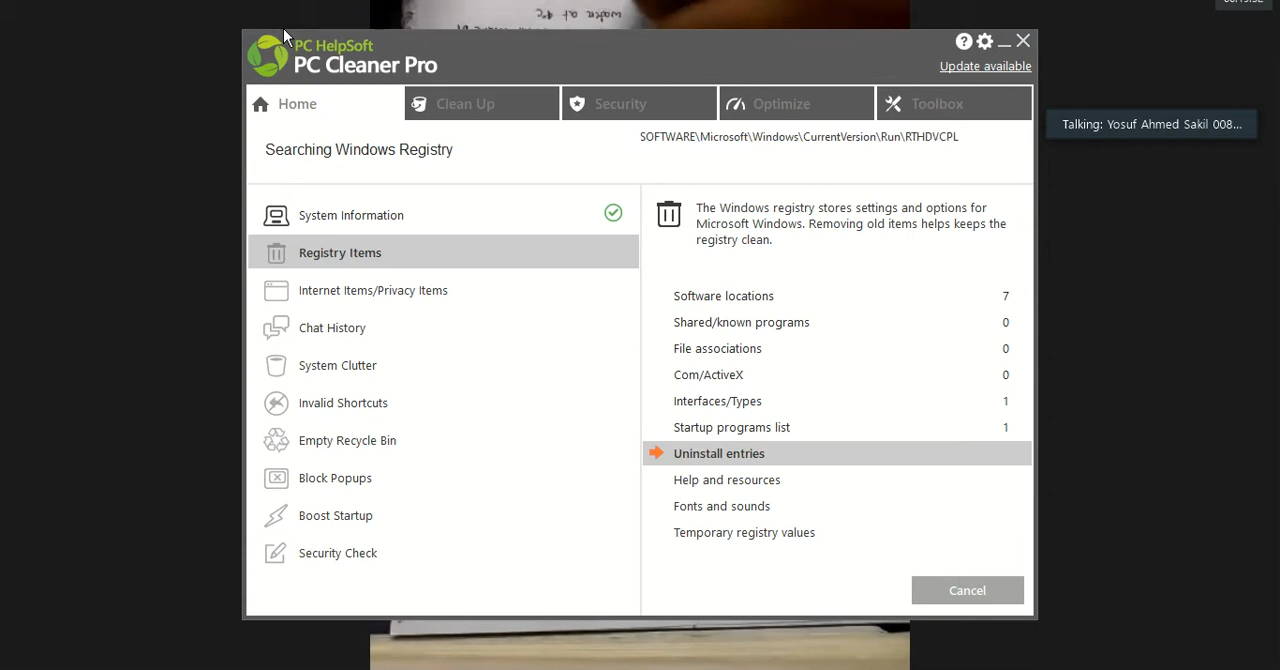 PC HelpSoft
PC Cleaner Pro
Update available
Home
Clean Up
Security
Optimize
Toolbox
Talking: Yosuf Ahmed Sakil 008...
Searching Windows Registry
SOFTWARE\Microsoft\Windows\CurrentVersion\Run\RTHDVCPL
System Information
Registry Items
Internet Items/Privacy Items
Chat History
System Clutter
Invalid Shortcuts
Empty Recycle Bin
Block Popups
Boost Startup
Security Check
The Windows registry stores settings and options for
Microsoft Windows. Removing old items helps keeps the
registry clean.
Software locations 7
Shared/known programs 0
File associations 0
Com/ActiveX 0
Interfaces/Types 1
Startup programs list 1
Uninstall entries
Help and resources
Fonts and sounds
Temporary registry values
Cancel